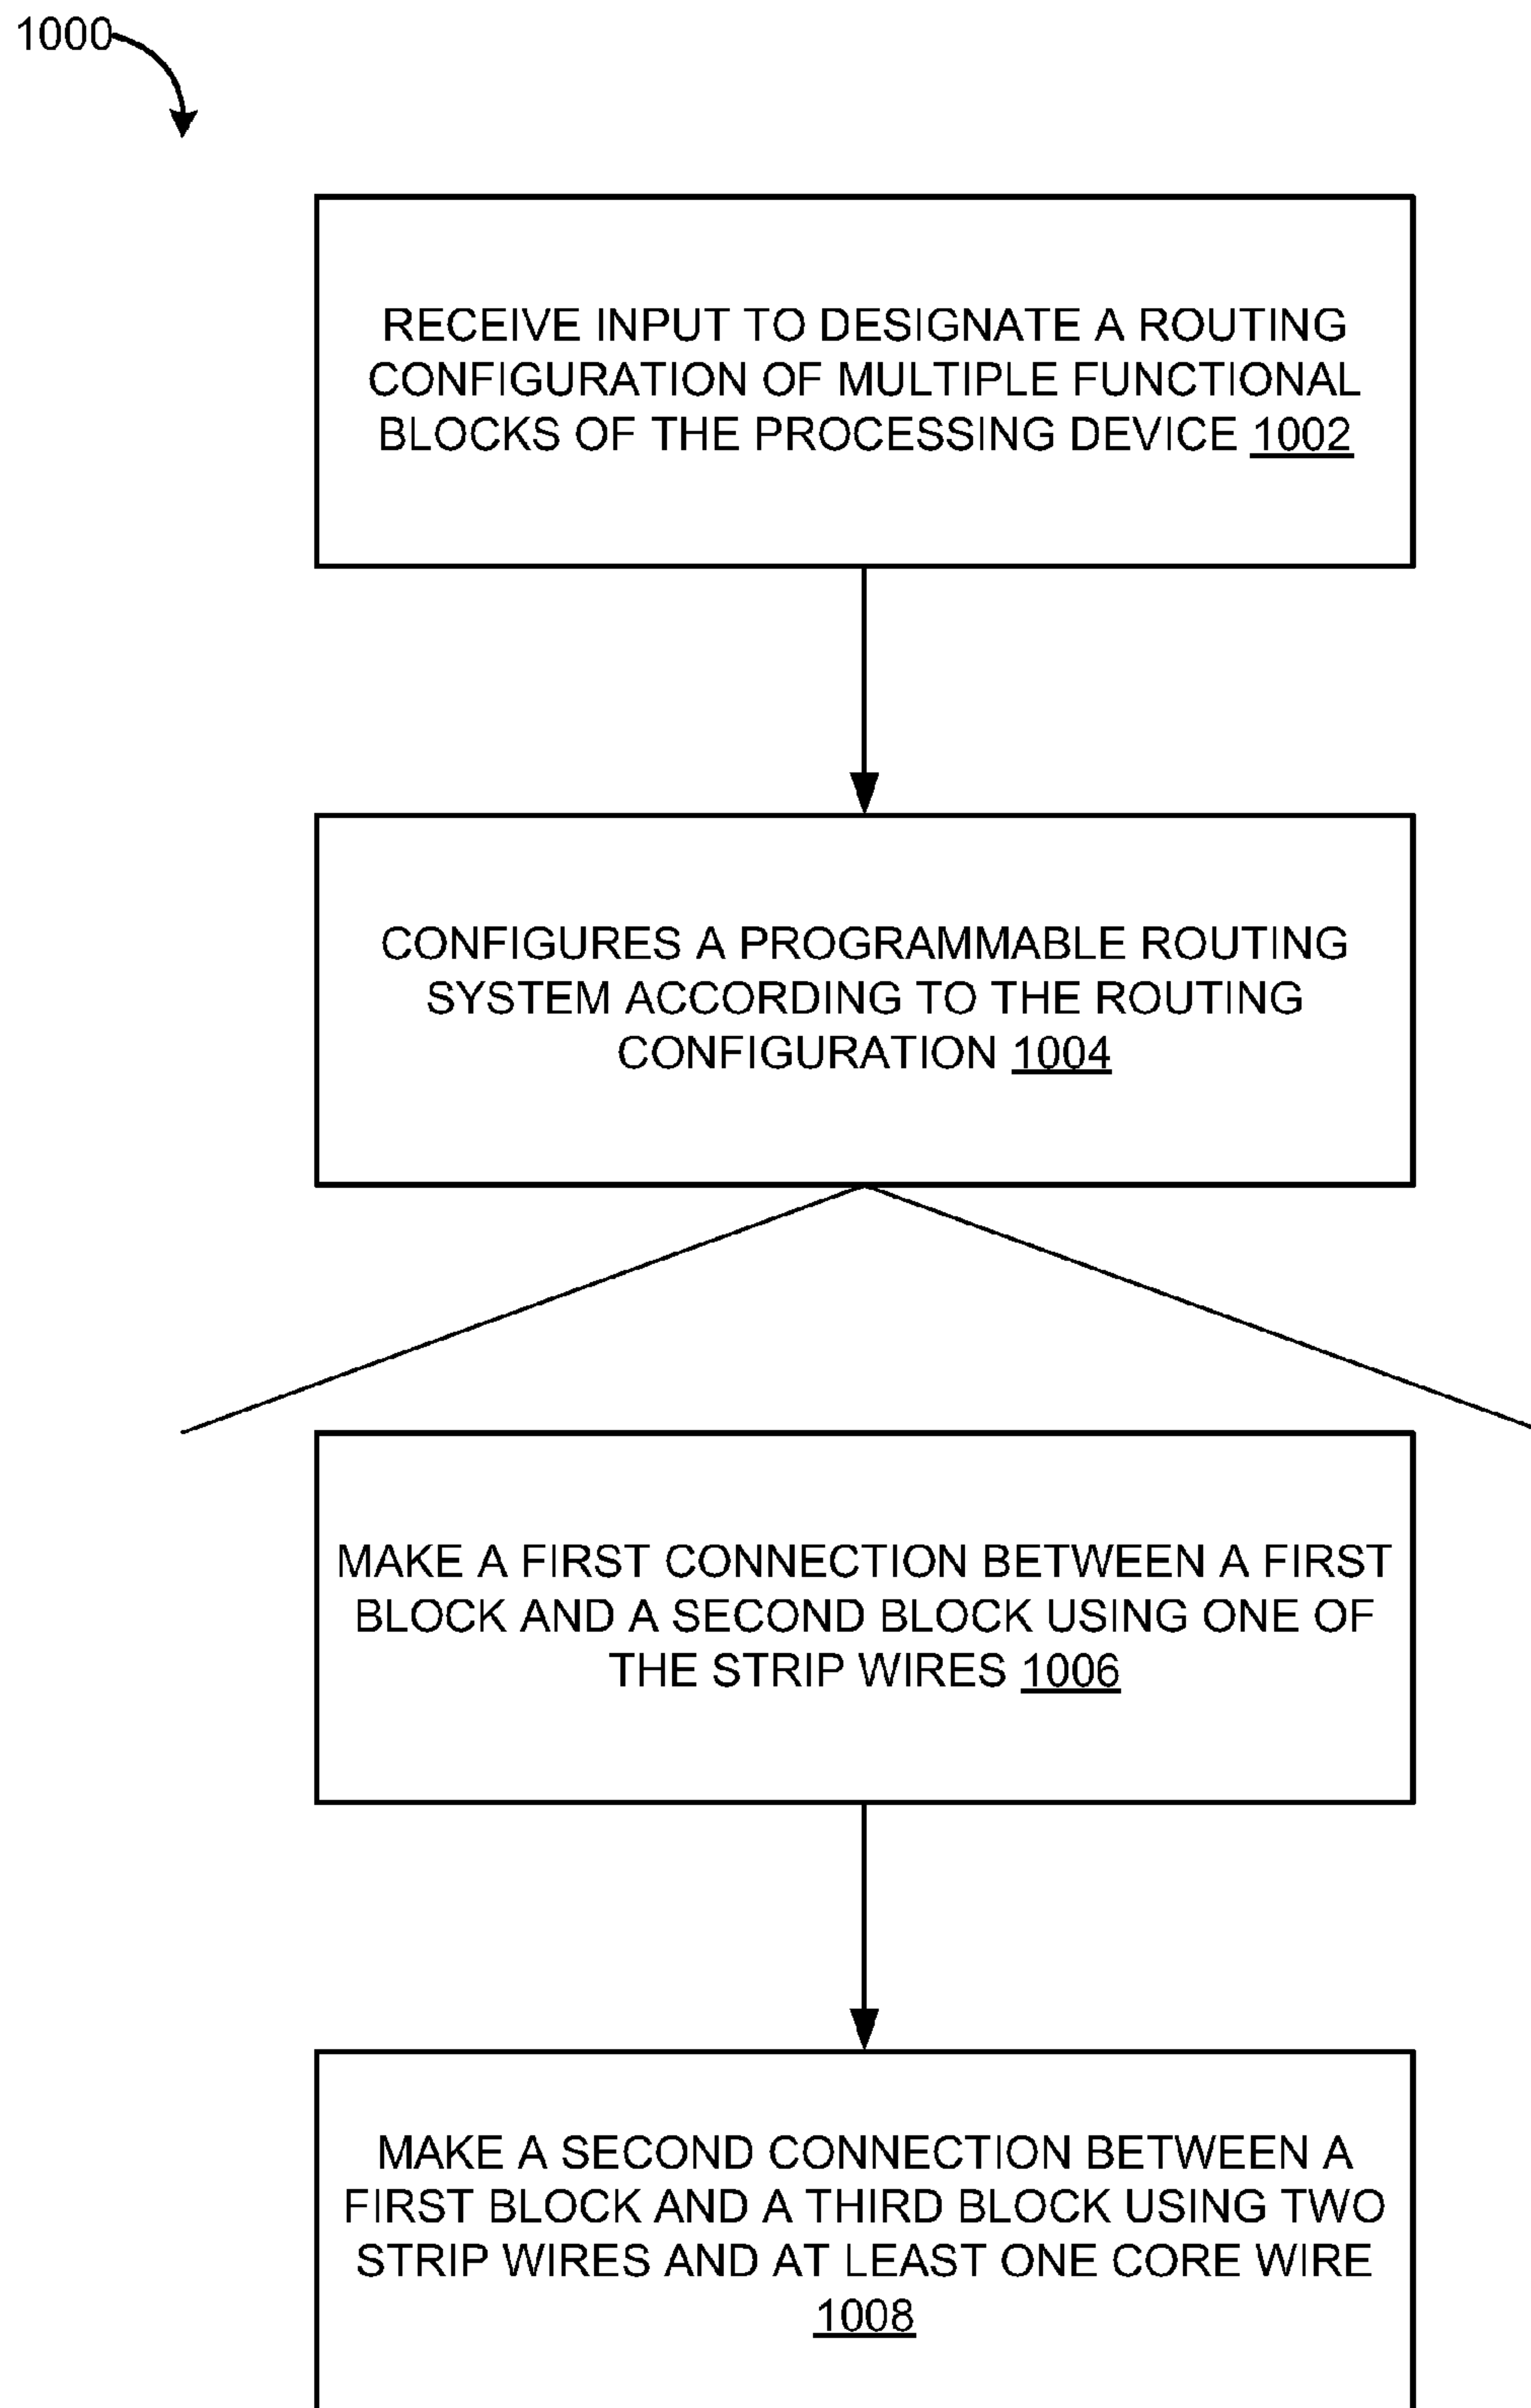 1000
RECEIVE INPUT TO DESIGNATE A ROUTING
CONFIGURATION OF MULTIPLE FUNCTIONAL
BLOCKS OF THE PROCESSING DEVICE 1002
CONFIGURES A PROGRAMMABLE ROUTING
SYSTEM ACCORDING TO THE ROUTING
CONFIGURATION 1004
MAKE A FIRST CONNECTION BETWEEN A FIRST
BLOCK AND A SECOND BLOCK USING ONE OF
THE STRIP WIRES 1006
MAKE A SECOND CONNECTION BETWEEN A
FIRST BLOCK AND A THIRD BLOCK USING TWO
STRIP WIRES AND AT LEAST ONE CORE WIRE
1008